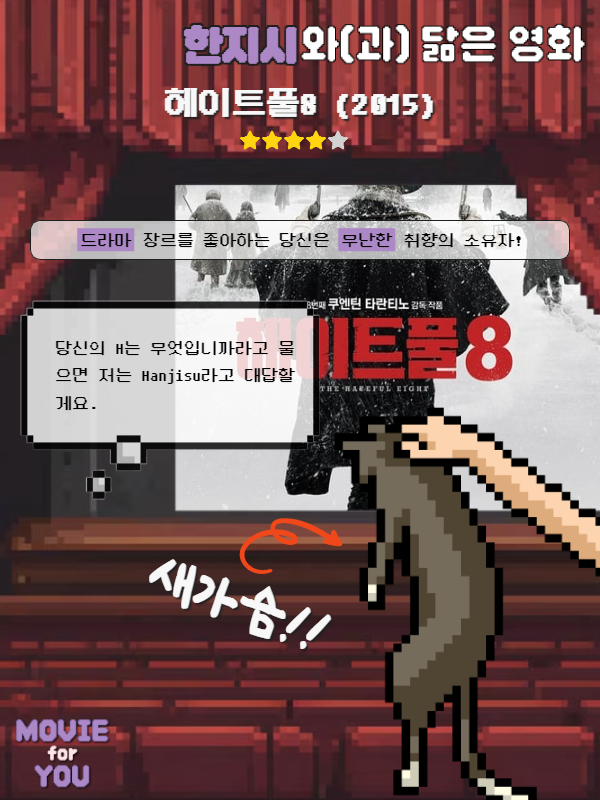 한지시와(과) 닮은 영화
헤이트풀8 (2015)
드라마 장르를 좋아하는 당신은 무난한 취향의 소유자!
8번째 쿠엔틴 타란티노 감독 작품
헤이트풀8
THE HATEFUL EIGHT
당신의 H는 무엇입니까라고 물
으면 저는 Hanjisu라고 대답할
게요.
새가슴!!
MOVIE
for
YOU